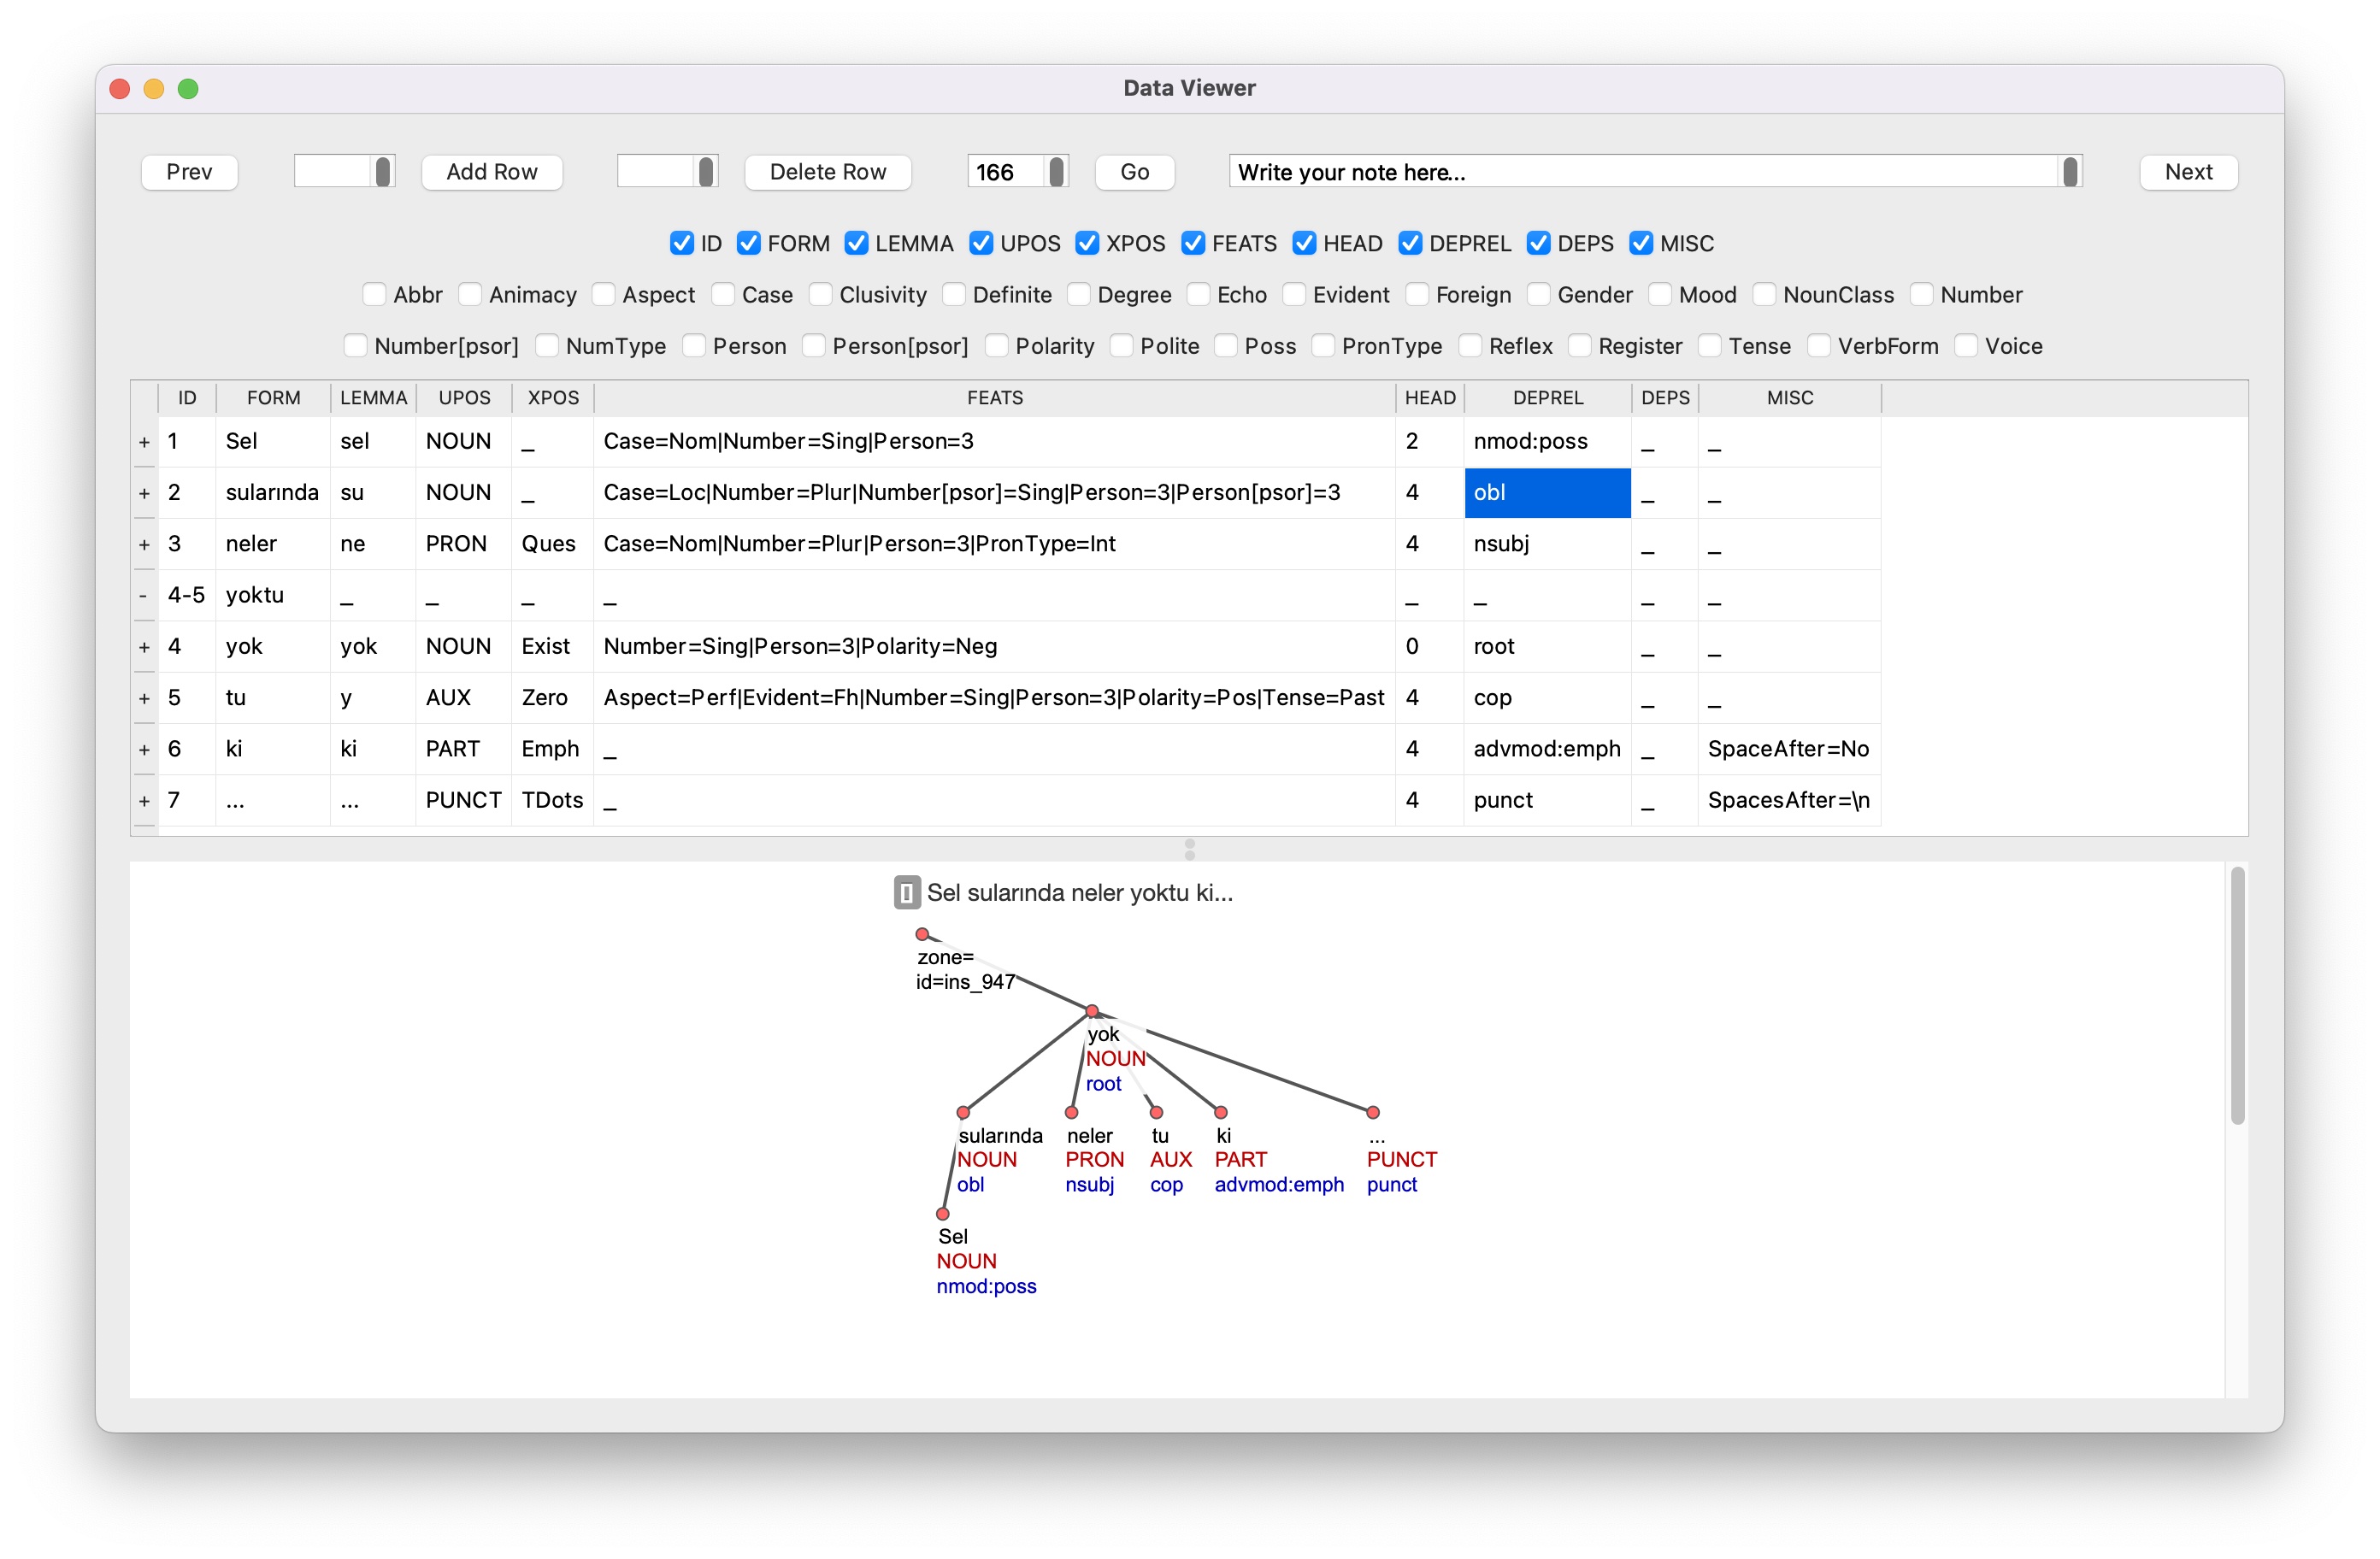 Data Viewer
Prev Add Row Delete Row 166 Go Write your note here... Next
ID FORM LEMMA UPOS XPOS FEATS HEAD DEPREL DEPS MISC
Abbr Animacy Aspect Case Clusivity Definite Degree Echo Evident Foreign Gender Mood NounClass Number
Number[psor] NumType Person Person[psor] Polarity Polite Poss PronType Reflex Register Tense VerbForm Voice
ID FORM LEMMA UPOS XPOS FEATS HEAD DEPREL DEPS MISC
+ 1 Sel sel NOUN _ Case=Nom|Number=Sing|Person=3 2 nmod:poss _ _
+ 2 sularında su NOUN _ Case=Loc|Number=Plur|Number[psor]=Sing|Person=3|Person[psor]=3 4 obl _ _
+ 3 neler ne PRON Ques Case=Nom|Number=Plur|Person=3|PronType=Int 4 nsubj _ _
- 4-5 yoktu _ _ _ _ _ _ _ _
+ 4 yok yok NOUN Exist Number=Sing|Person=3|Polarity=Neg 0 root _ _
+ 5 tu y AUX Zero Aspect=Perf|Evident=Fh|Number=Sing|Person=3|Polarity=Pos|Tense=Past 4 cop _ _
+ 6 ki ki PART Emph _ 4 advmod:emph _ SpaceAfter=No
+ 7 ... ... PUNCT TDots _ 4 punct _ SpacesAfter=\n
Sel sularında neler yoktu ki...
zone=
id=ins_947
yok
NOUN
root
sularında neler tu ki ...
NOUN PRON AUX PART PUNCT
obl nsubj cop advmod:emph punct
Sel
NOUN
nmod:poss